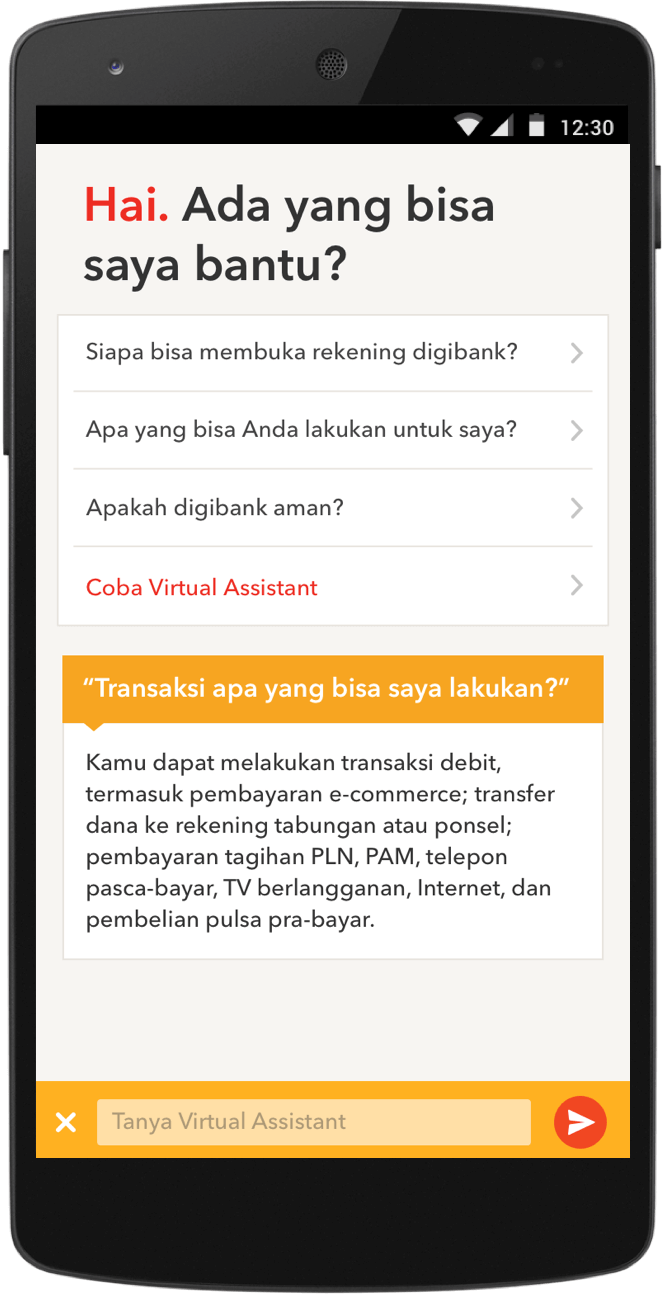 12:30
Hai. Ada yang bisa
saya bantu?
Siapa bisa membuka rekening digibank?
Apa yang bisa Anda lakukan untuk saya?
Apakah digibank aman?
Coba Virtual Assistant
“Transaksi apa yang bisa saya lakukan?”
Kamu dapat melakukan transaksi debit,
termasuk pembayaran e-commerce; transfer
dana ke rekening tabungan atau ponsel;
pembayaran tagihan PLN, PAM, telepon
pasca-bayar, TV berlangganan, Internet, dan
pembelian pulsa pra-bayar.
Tanya Virtual Assistant